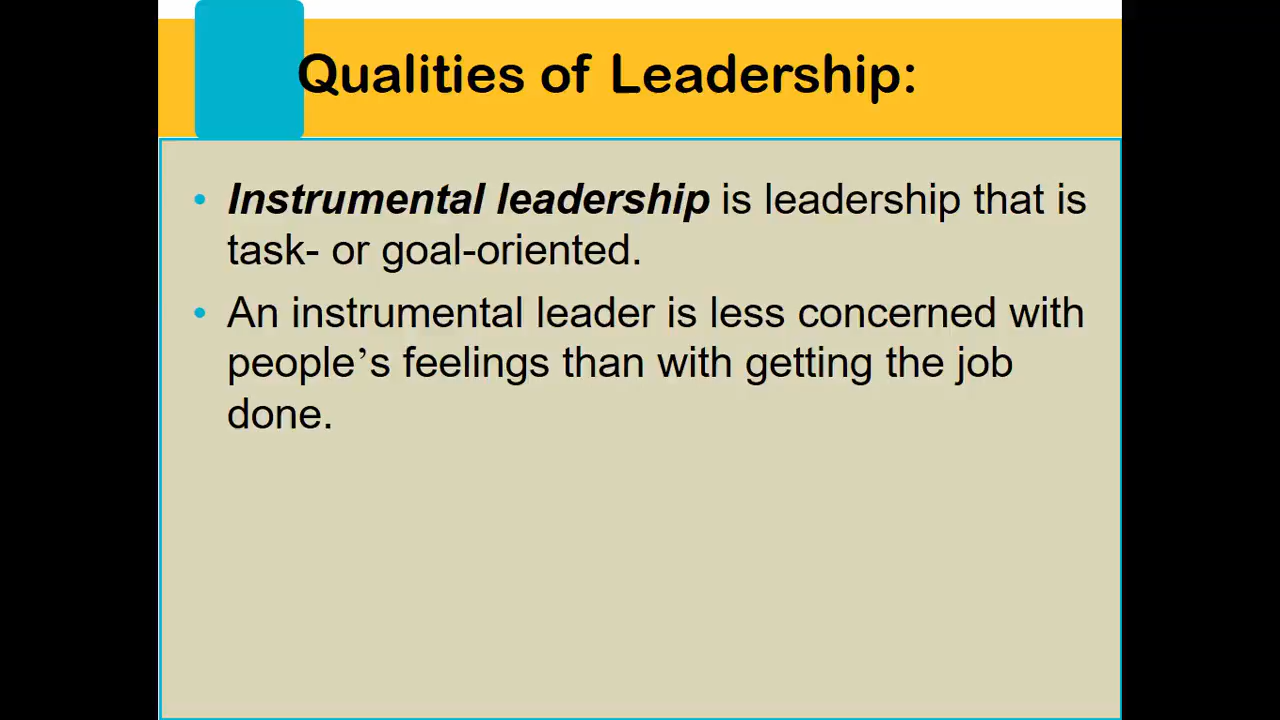 Qualities of Leadership:
• Instrumental leadership is leadership that is
task- or goal-oriented.
• An instrumental leader is less concerned with
people’s feelings than with getting the job
done.